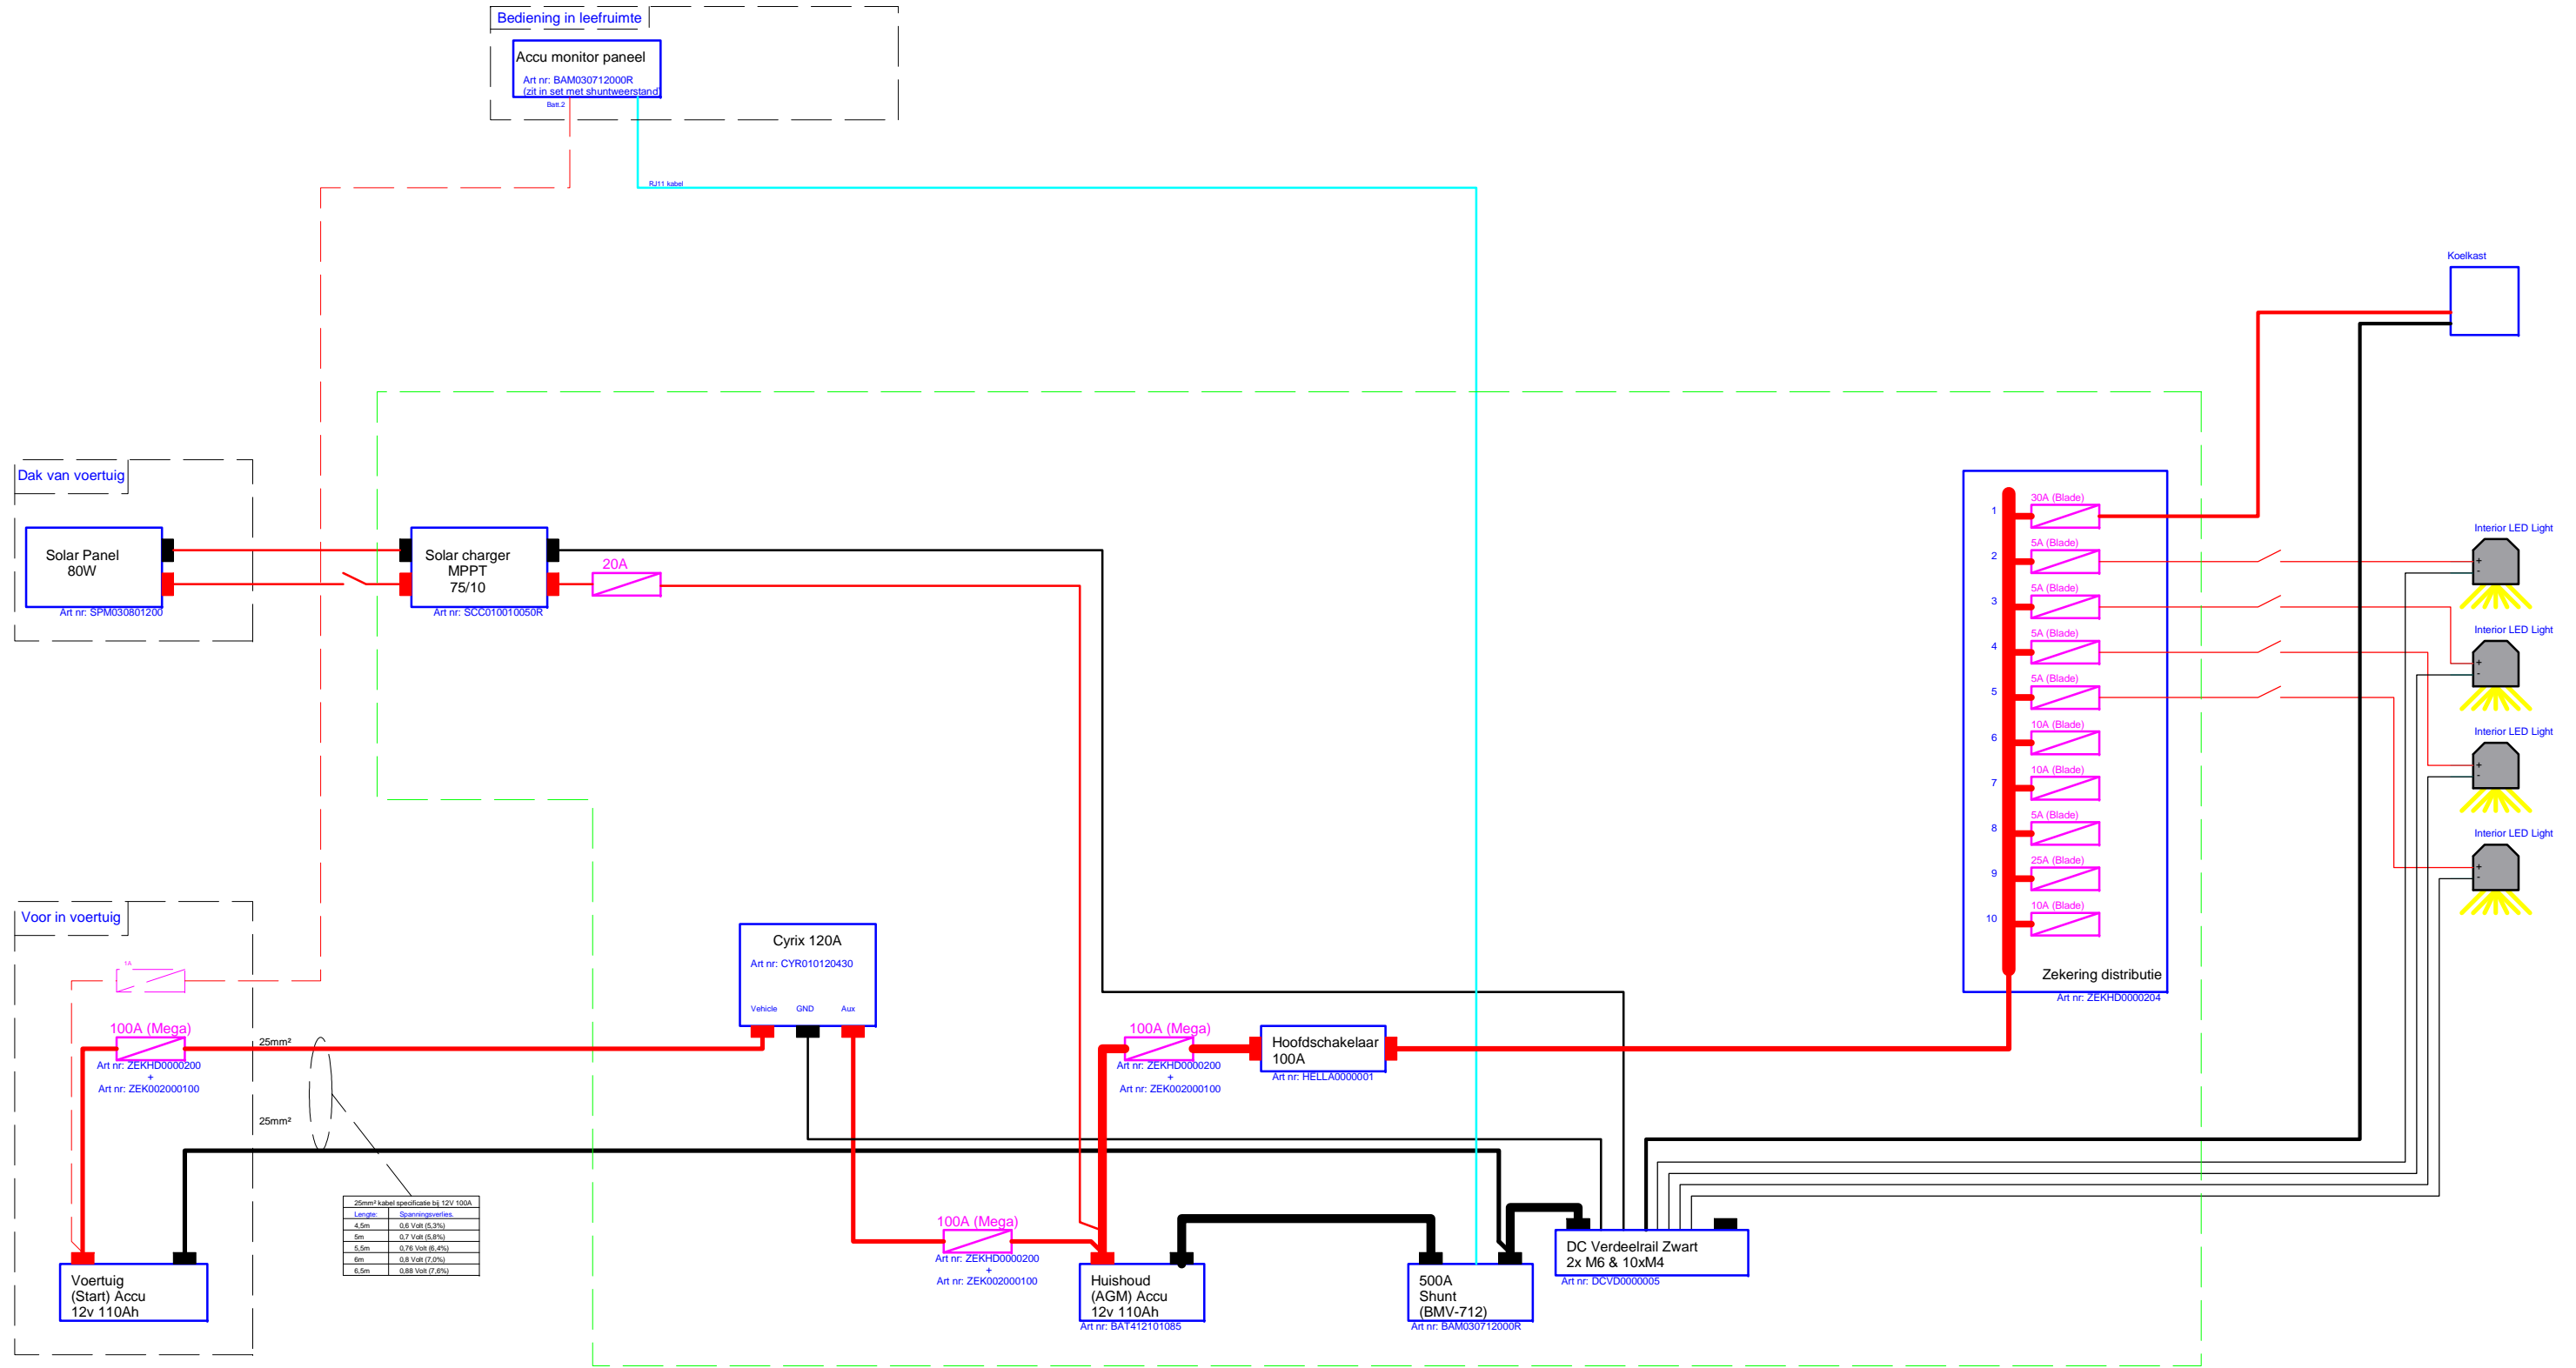 Bediening in leefruimte
Accu monitor paneel
Art nr: BAM030712000R
(zit in set met shuntweerstand)
Batt.2
RJ11 kabel
Koelkast
Dak van voertuig
Solar Panel
80W
Art nr: SPM030801200
Solar charger
MPPT
75/10
Art nr: SCC010010050R
20A
1
30A (Blade)
2
5A (Blade)
3
5A (Blade)
4
5A (Blade)
5
5A (Blade)
6
10A (Blade)
7
10A (Blade)
8
5A (Blade)
9
25A (Blade)
10
10A (Blade)
Zekering distributie
Art nr: ZEKHD0000204
Interior LED Light
+
-
Interior LED Light
+
-
Interior LED Light
+
-
Interior LED Light
+
-
Voor in voertuig
1A
100A (Mega)
Art nr: ZEKHD0000200
+
Art nr: ZEK002000100
25mm²
25mm²
Cyrix 120A
Art nr: CYR010120430
Vehicle GND Aux
100A (Mega)
Art nr: ZEKHD0000200
+
Art nr: ZEK002000100
Hoofdschakelaar
100A
Art nr: HELLA0000001
25mm² kabel specificatie bij 12V 100A
Lengte: Spanningsverlies.
4,5m 0,6 Volt (5,3%)
5m 0,7 Volt (5,8%)
5,5m 0,76 Volt (6,4%)
6m 0,8 Volt (7,0%)
6,5m 0,88 Volt (7,6%)
100A (Mega)
Art nr: ZEKHD0000200
+
Art nr: ZEK002000100
Voertuig
(Start) Accu
12v 110Ah
Huishoud
(AGM) Accu
12v 110Ah
Art nr: BAT412101085
500A
Shunt
(BMV-712)
Art nr: BAM030712000R
DC Verdeelrail Zwart
2x M6 & 10xM4
Art nr: DCVD0000005